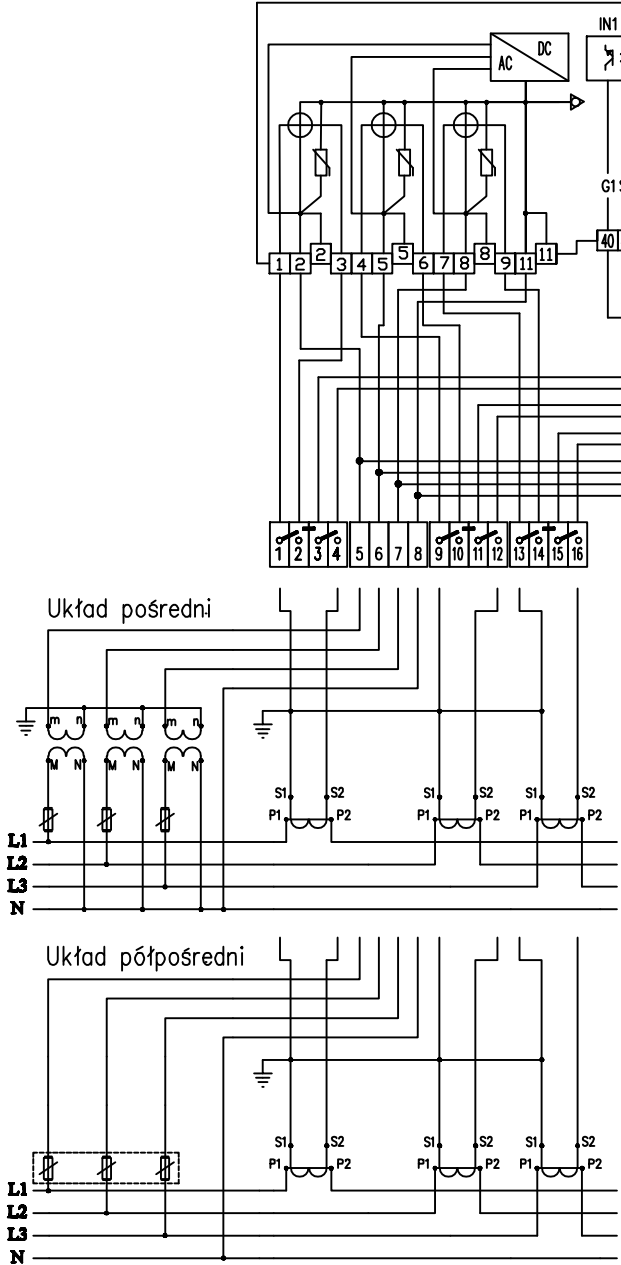 IN1
AC DC
G1
2 5 8 11
1 2 3 4 5 6 7 8 9 11
40
1 2 3 4 5 6 7 8 9 10 11 12 13 14 15 16
Układ pośredni
m n m n m n
M N M N M N
S1 S2 S1 S2 S1 S2
P1 P2 P1 P2 P1 P2
L1
L2
L3
N
Układ półpośredni
S1 S2 S1 S2 S1 S2
P1 P2 P1 P2 P1 P2
L1
L2
L3
N